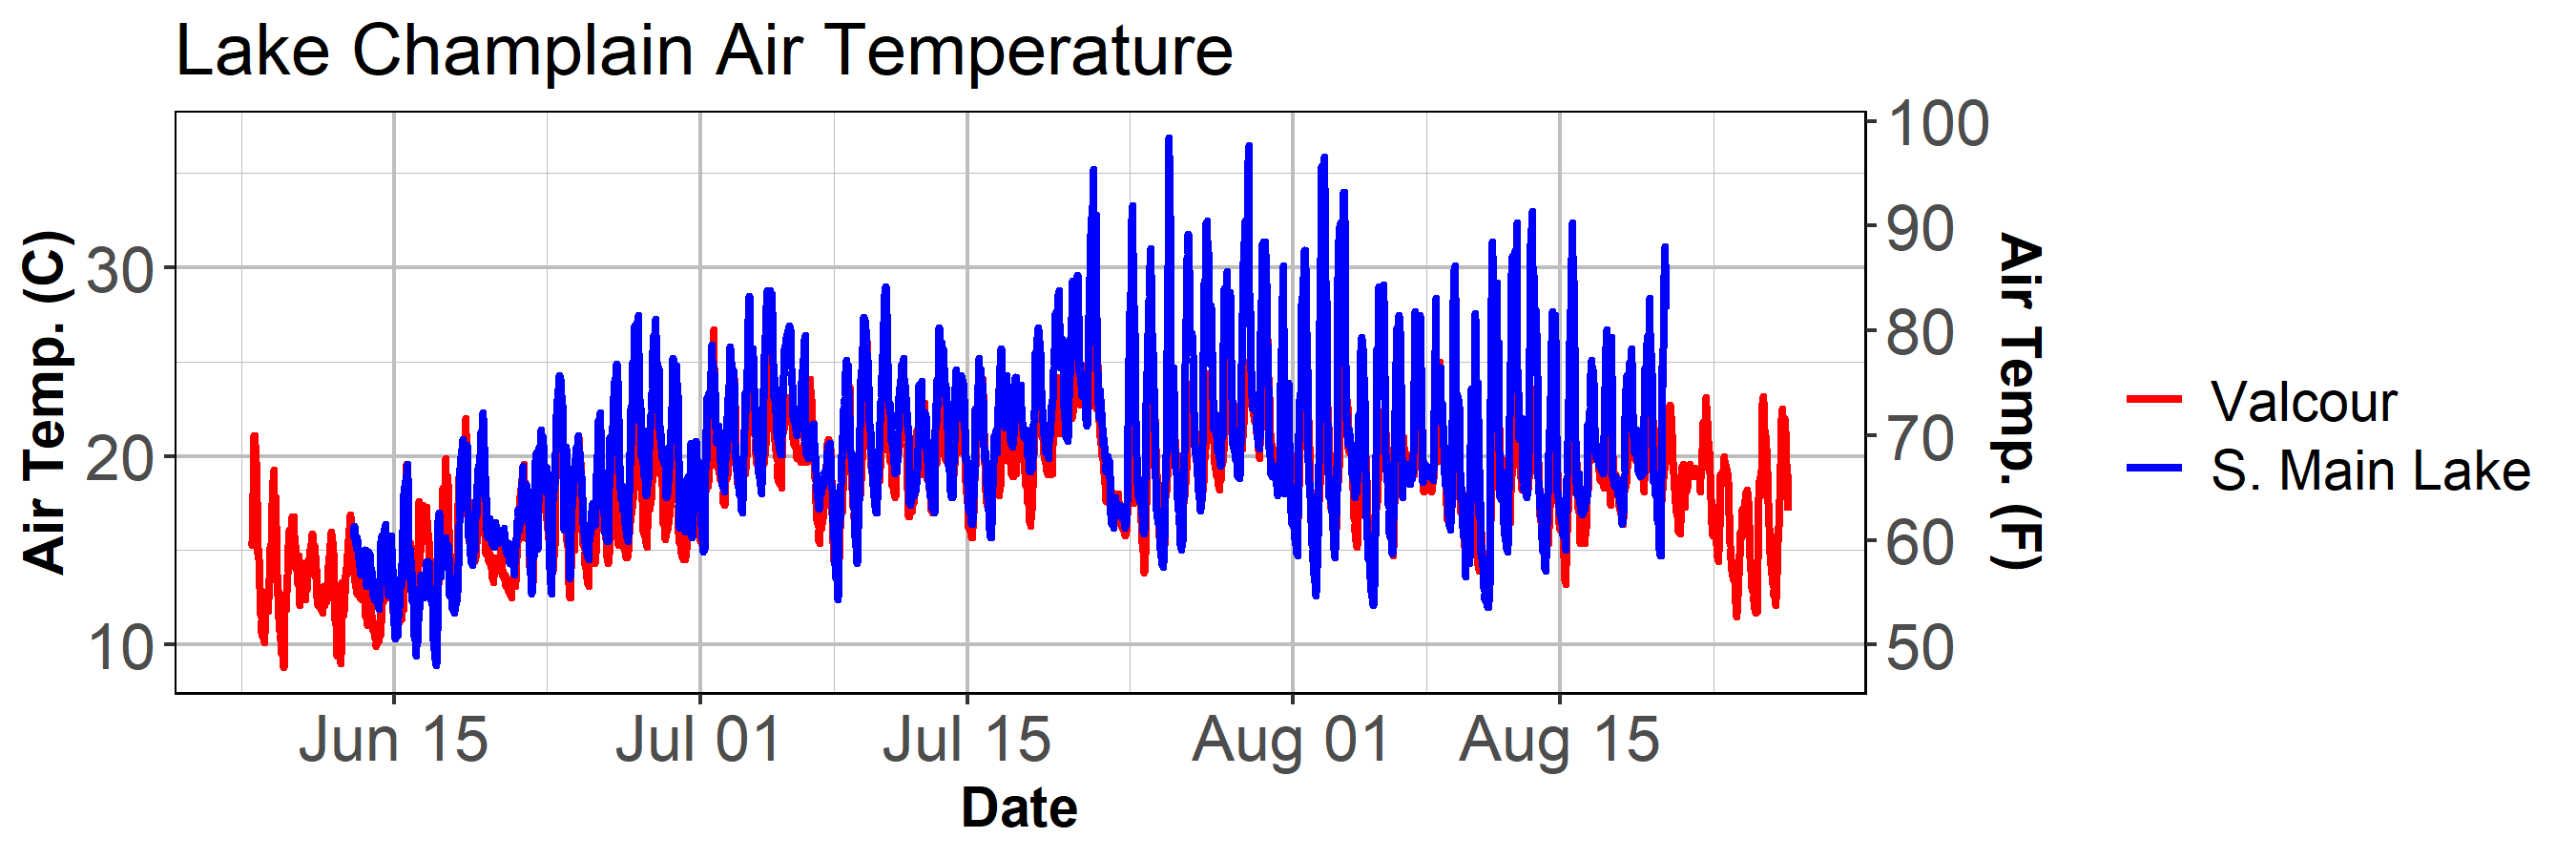 Lake Champlain Air Temperature
Air Temp. (C)
30
20
10
100
90
80
70
60
50
Air Temp. (F)
Jun 15
Jul 01
Jul 15
Aug 01
Aug 15
Date
Valcour
S. Main Lake